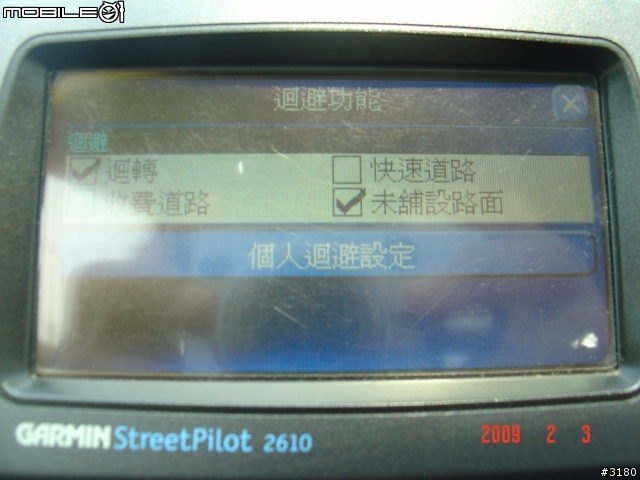 MOBILE01
迴避功能
迴避
迴轉 快速道路
收費道路 未舖設路面
個人迴避設定
GARMIN StreetPilot 2610
2009 2 3
#3180